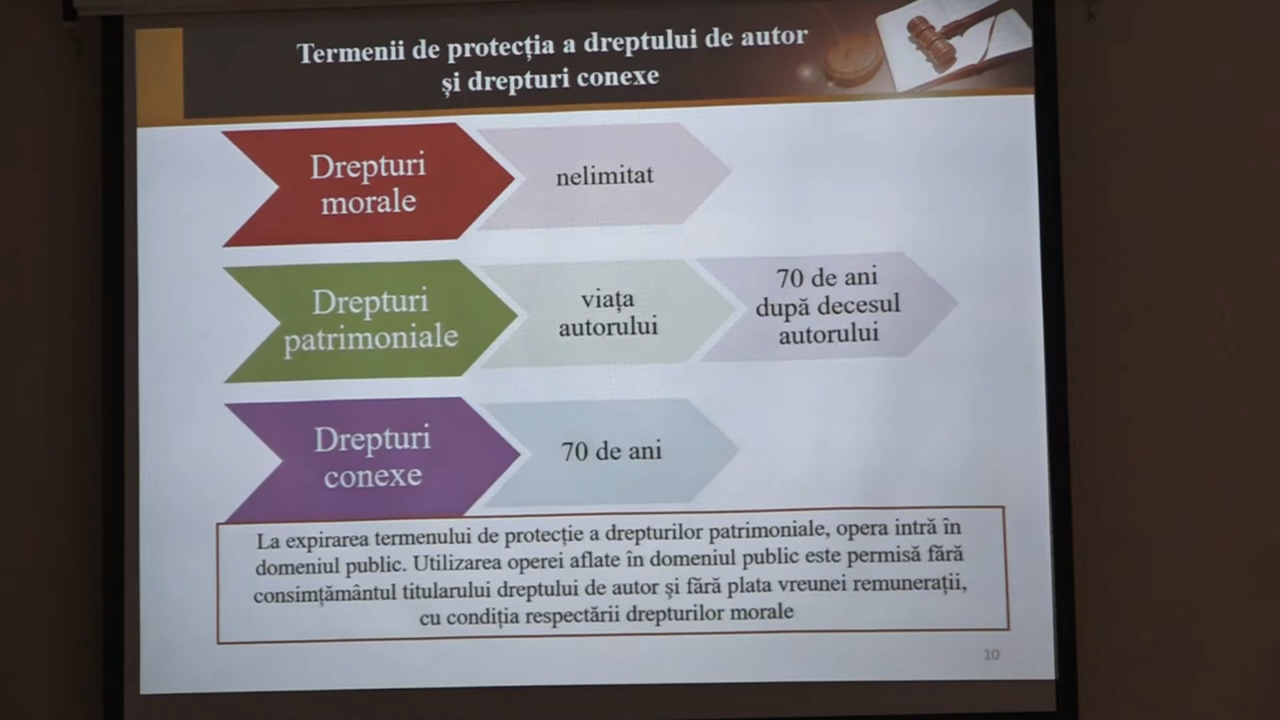 Termenii de protecția a dreptului de autor
și drepturi conexe
Drepturi
morale
nelimitat
Drepturi
patrimoniale
viața
autorului
70 de ani
după decesul
autorului
Drepturi
conexe
70 de ani
La expirarea termenului de protecție a drepturilor patrimoniale, opera intră în
domeniul public. Utilizarea operei aflate în domeniul public este permisă fără
consimțământul titularului dreptului de autor și fără plata vreunei remunerații,
cu condiția respectării drepturilor morale
10